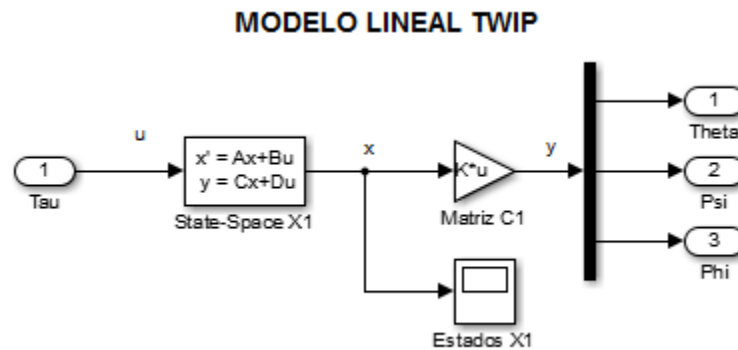 MODELO LINEAL TWIP
u
x
y
1
Tau
x' = Ax+Bu
y = Cx+Du
State-Space X1
K*u
Matriz C1
Estados X1
1
Theta
2
Psi
3
Phi